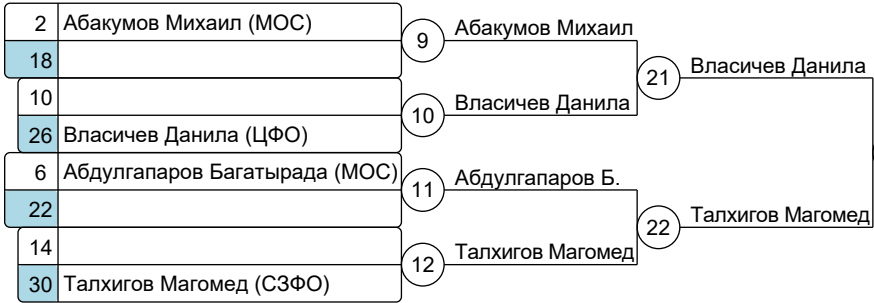 2 Абакумов Михаил (МОС)
9 Абакумов Михаил
18
21 Власичев Данила
10
10 Власичев Данила
26 Власичев Данила (ЦФО)
6 Абдулгапаров Багатырада (МОС)
11 Абдулгапаров Б.
22
22 Талхигов Магомед
14
12 Талхигов Магомед
30 Талхигов Магомед (СЗФО)